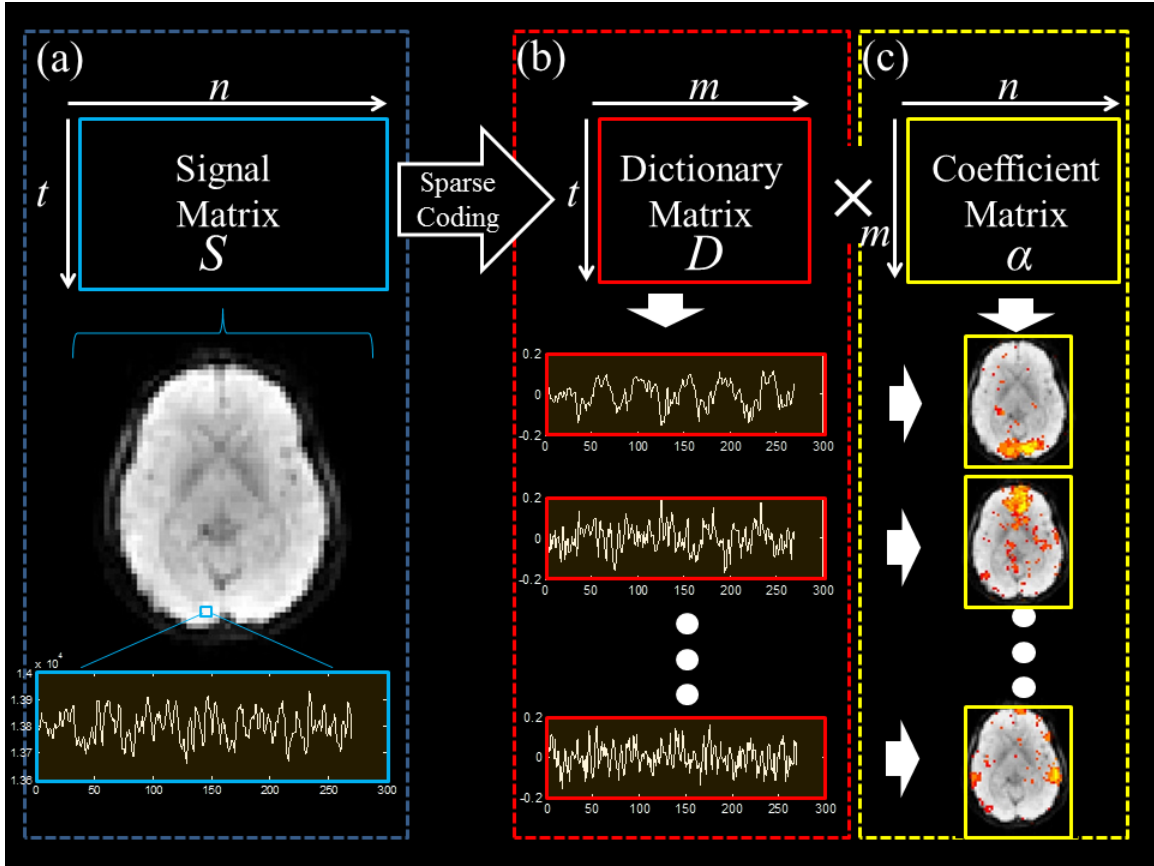 (a)
n
t
Signal
Matrix
S
Sparse
Coding
(b)
m
t
Dictionary
Matrix
D
×
(c)
n
m
Coefficient
Matrix
α
x 10⁴
1.4
1.39
1.38
1.37
1.36
0 50 100 150 200 250 300
0.2
0
-0.2
0 50 100 150 200 250 300
0.2
0
-0.2
0 50 100 150 200 250 300
0.2
0
-0.2
0 50 100 150 200 250 300